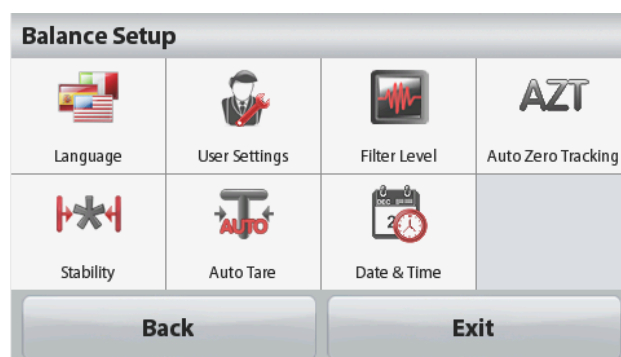 Balance Setup
AZT
Language User Settings Filter Level Auto Zero Tracking
DEC
AUTO 2
Stability Auto Tare Date & Time
Back Exit